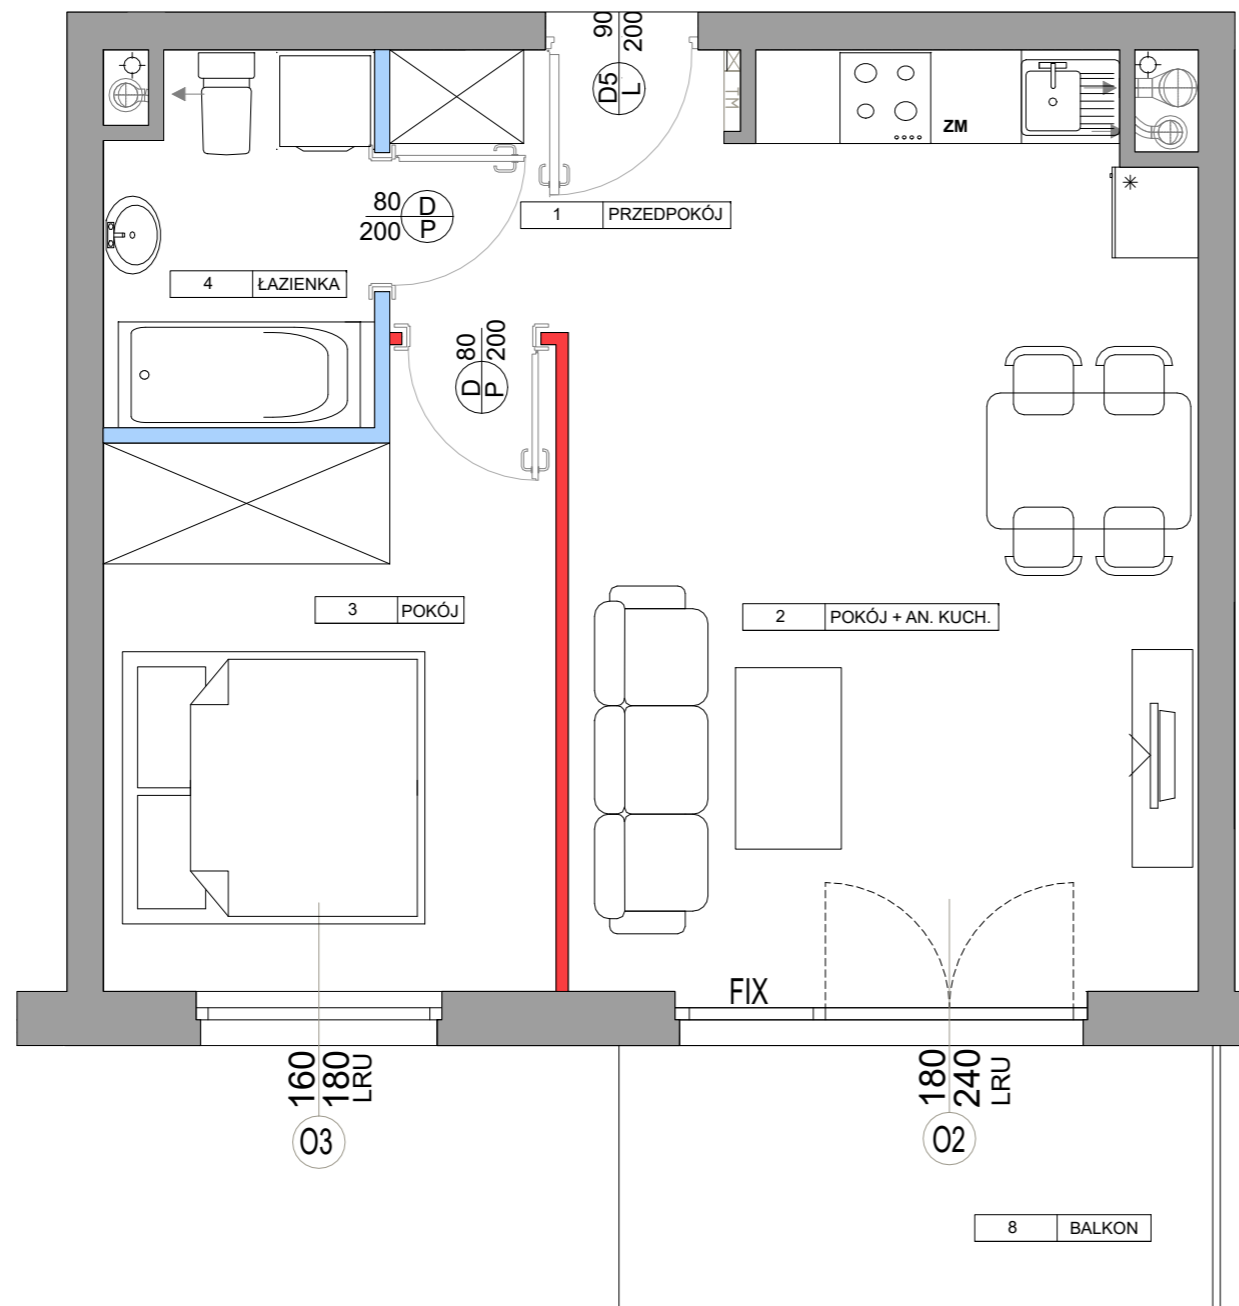 90
200
D5
L
TM
ZM
80
200
D
P
1 PRZEDPOKÓJ
4 ŁAZIENKA
80
200
D
P
3 POKÓJ
2 POKÓJ + AN. KUCH.
FIX
160
180
LRU
O3
180
240
LRU
O2
8 BALKON